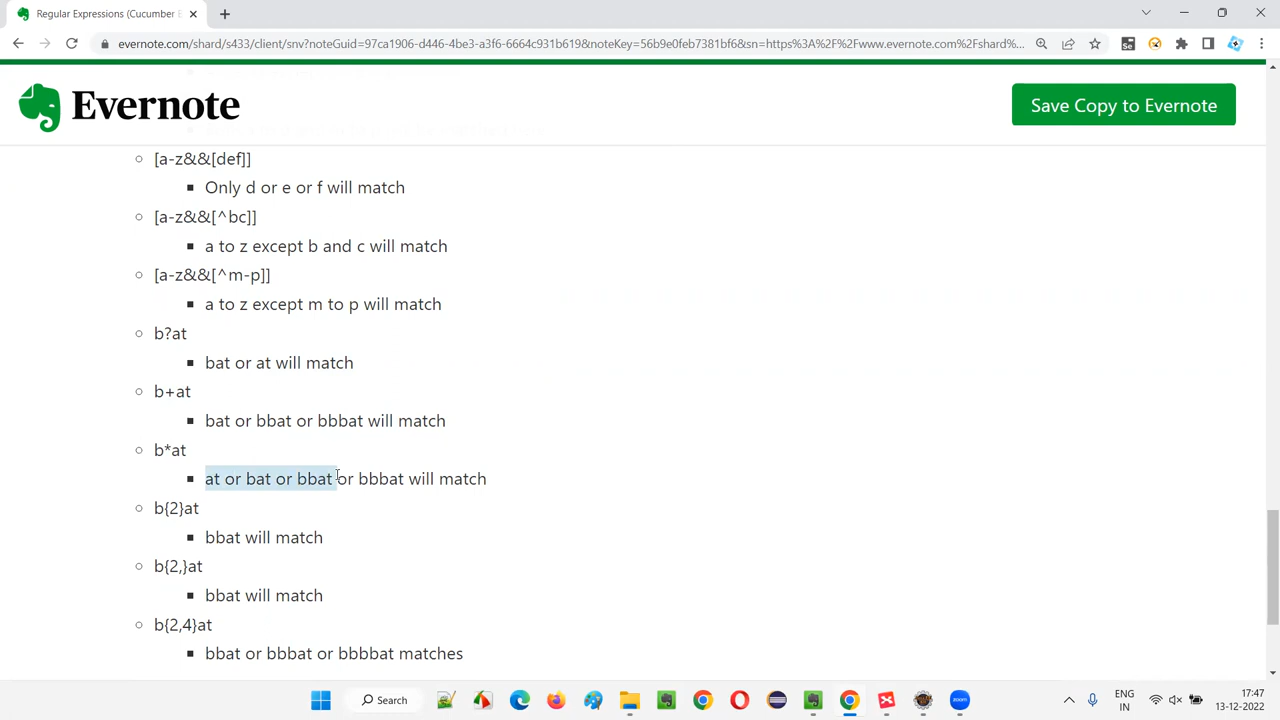 Regular Expressions (Cucumber E
evernote.com/shard/s433/client/snv?noteGuid=97ca1906-d646-4be3-a3f6-6664c931b619&noteKey=56b9e0feb7381bf6&sn=https%3A%2F%2Fwww.evernote.com%2Fshard%...
Evernote
Save Copy to Evernote
[a-z&&[def]]
Only d or e or f will match
[a-z&&[^bc]]
a to z except b and c will match
[a-z&&[^m-p]]
a to z except m to p will match
b?at
bat or at will match
b+at
bat or bbat or bbbat will match
b*at
at or bat or bbat or bbbat will match
b{2}at
bbat will match
b{2,}at
bbat will match
b{2,4}at
bbat or bbbat or bbbbat matches
Search
ENG
IN
17:47
13-12-2022